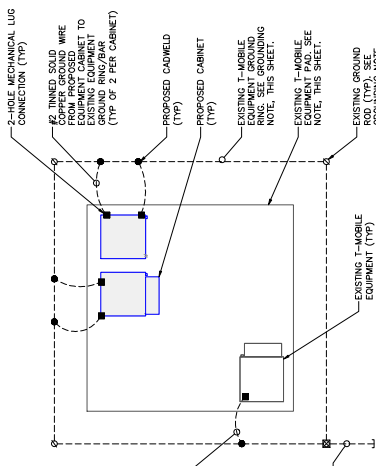 2-HOLE MECHANICAL LUG
CONNECTION (TYP)
#2 TINNED SOLID
COPPER GROUND WIRE
FROM PROPOSED
EQUIPMENT CABINET TO
EXISTING EQUIPMENT
GROUND RING/BAR
(TYP OF 2 PER CABINET)
PROPOSED CADWELD
(TYP)
PROPOSED CABINET
(TYP)
EXISTING T-MOBILE
EQUIPMENT GROUND
RING. SEE GROUNDING
NOTE, THIS SHEET.
EXISTING T-MOBILE
EQUIPMENT PAD. SEE
NOTE, THIS SHEET.
EXISTING GROUND
ROD (TYP). SEE
EXISTING T-MOBILE
EQUIPMENT (TYP)